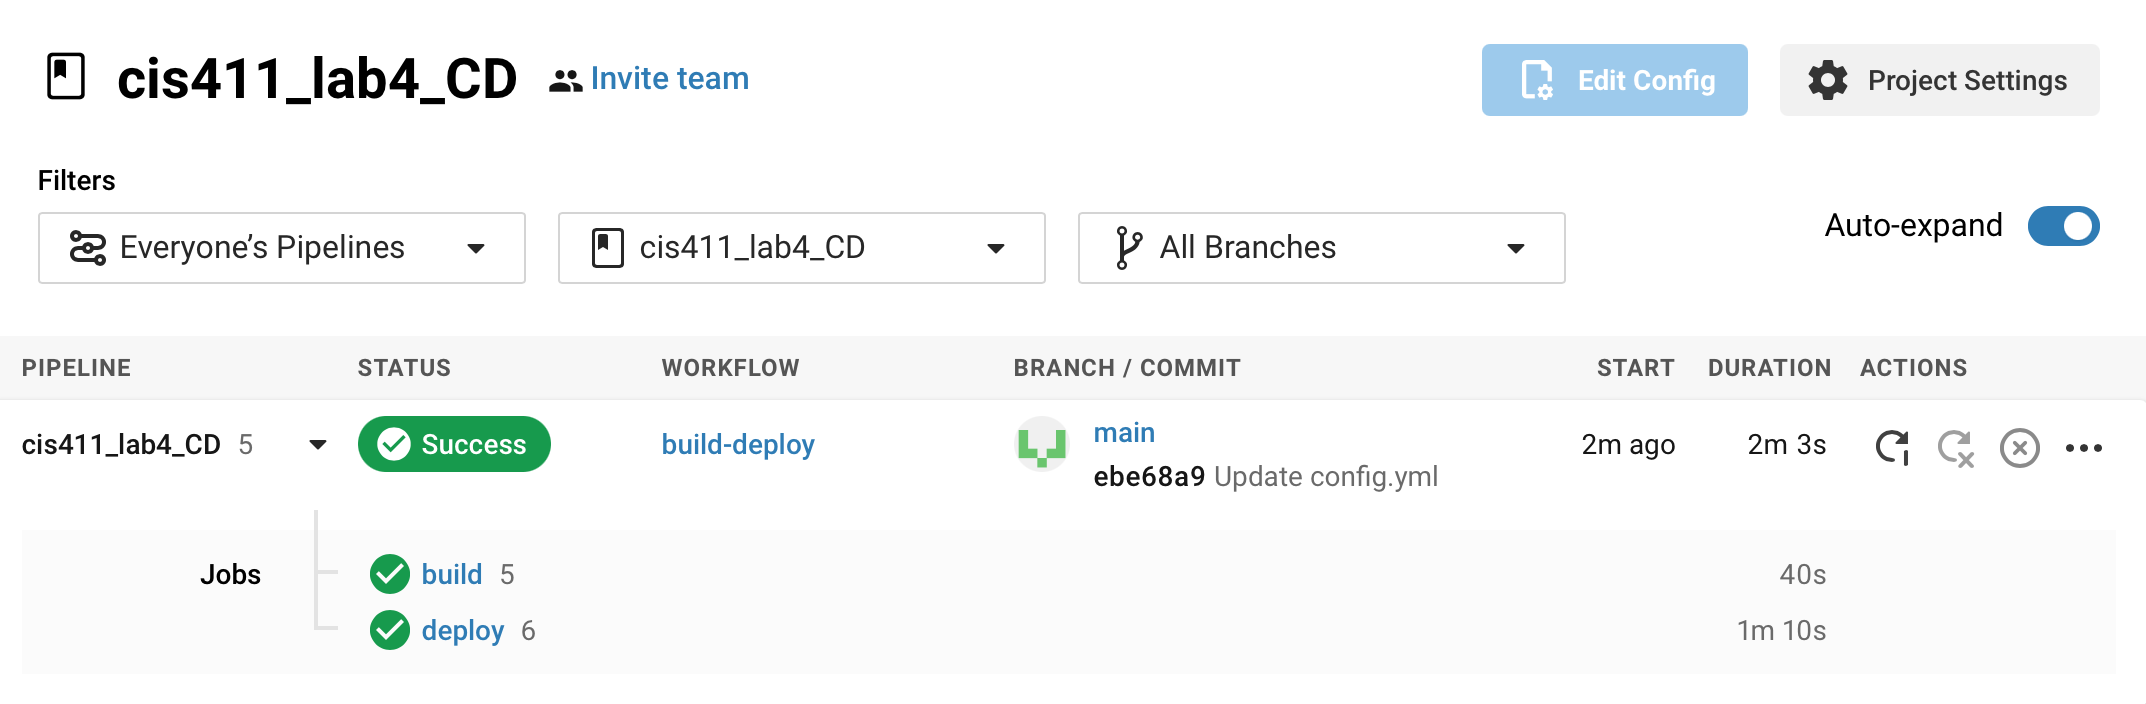 cis411_lab4_CD Invite team Edit Config Project Settings
Filters
Everyone’s Pipelines cis411_lab4_CD All Branches Auto-expand
PIPELINE STATUS WORKFLOW BRANCH / COMMIT START DURATION ACTIONS
cis411_lab4_CD 5 Success build-deploy main 2m ago 2m 3s
ebe68a9 Update config.yml
Jobs build 5 40s
deploy 6 1m 10s